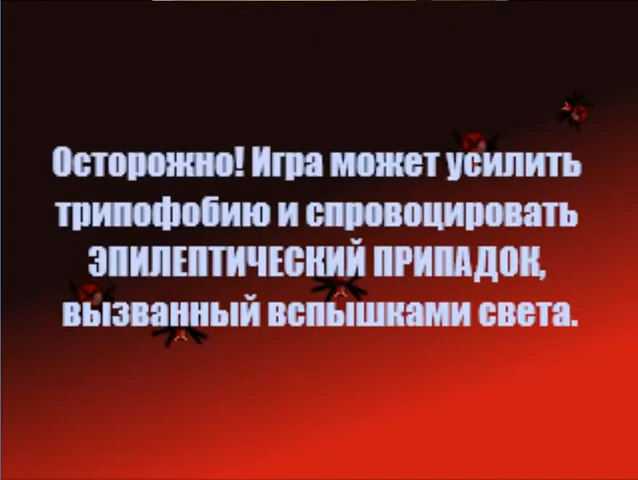 Осторожно! Игра может усилить
трипофобию и спровоцировать
ЭПИЛЕПТИЧЕСКИЙ ПРИПАДОК,
вызванный вспышками света.